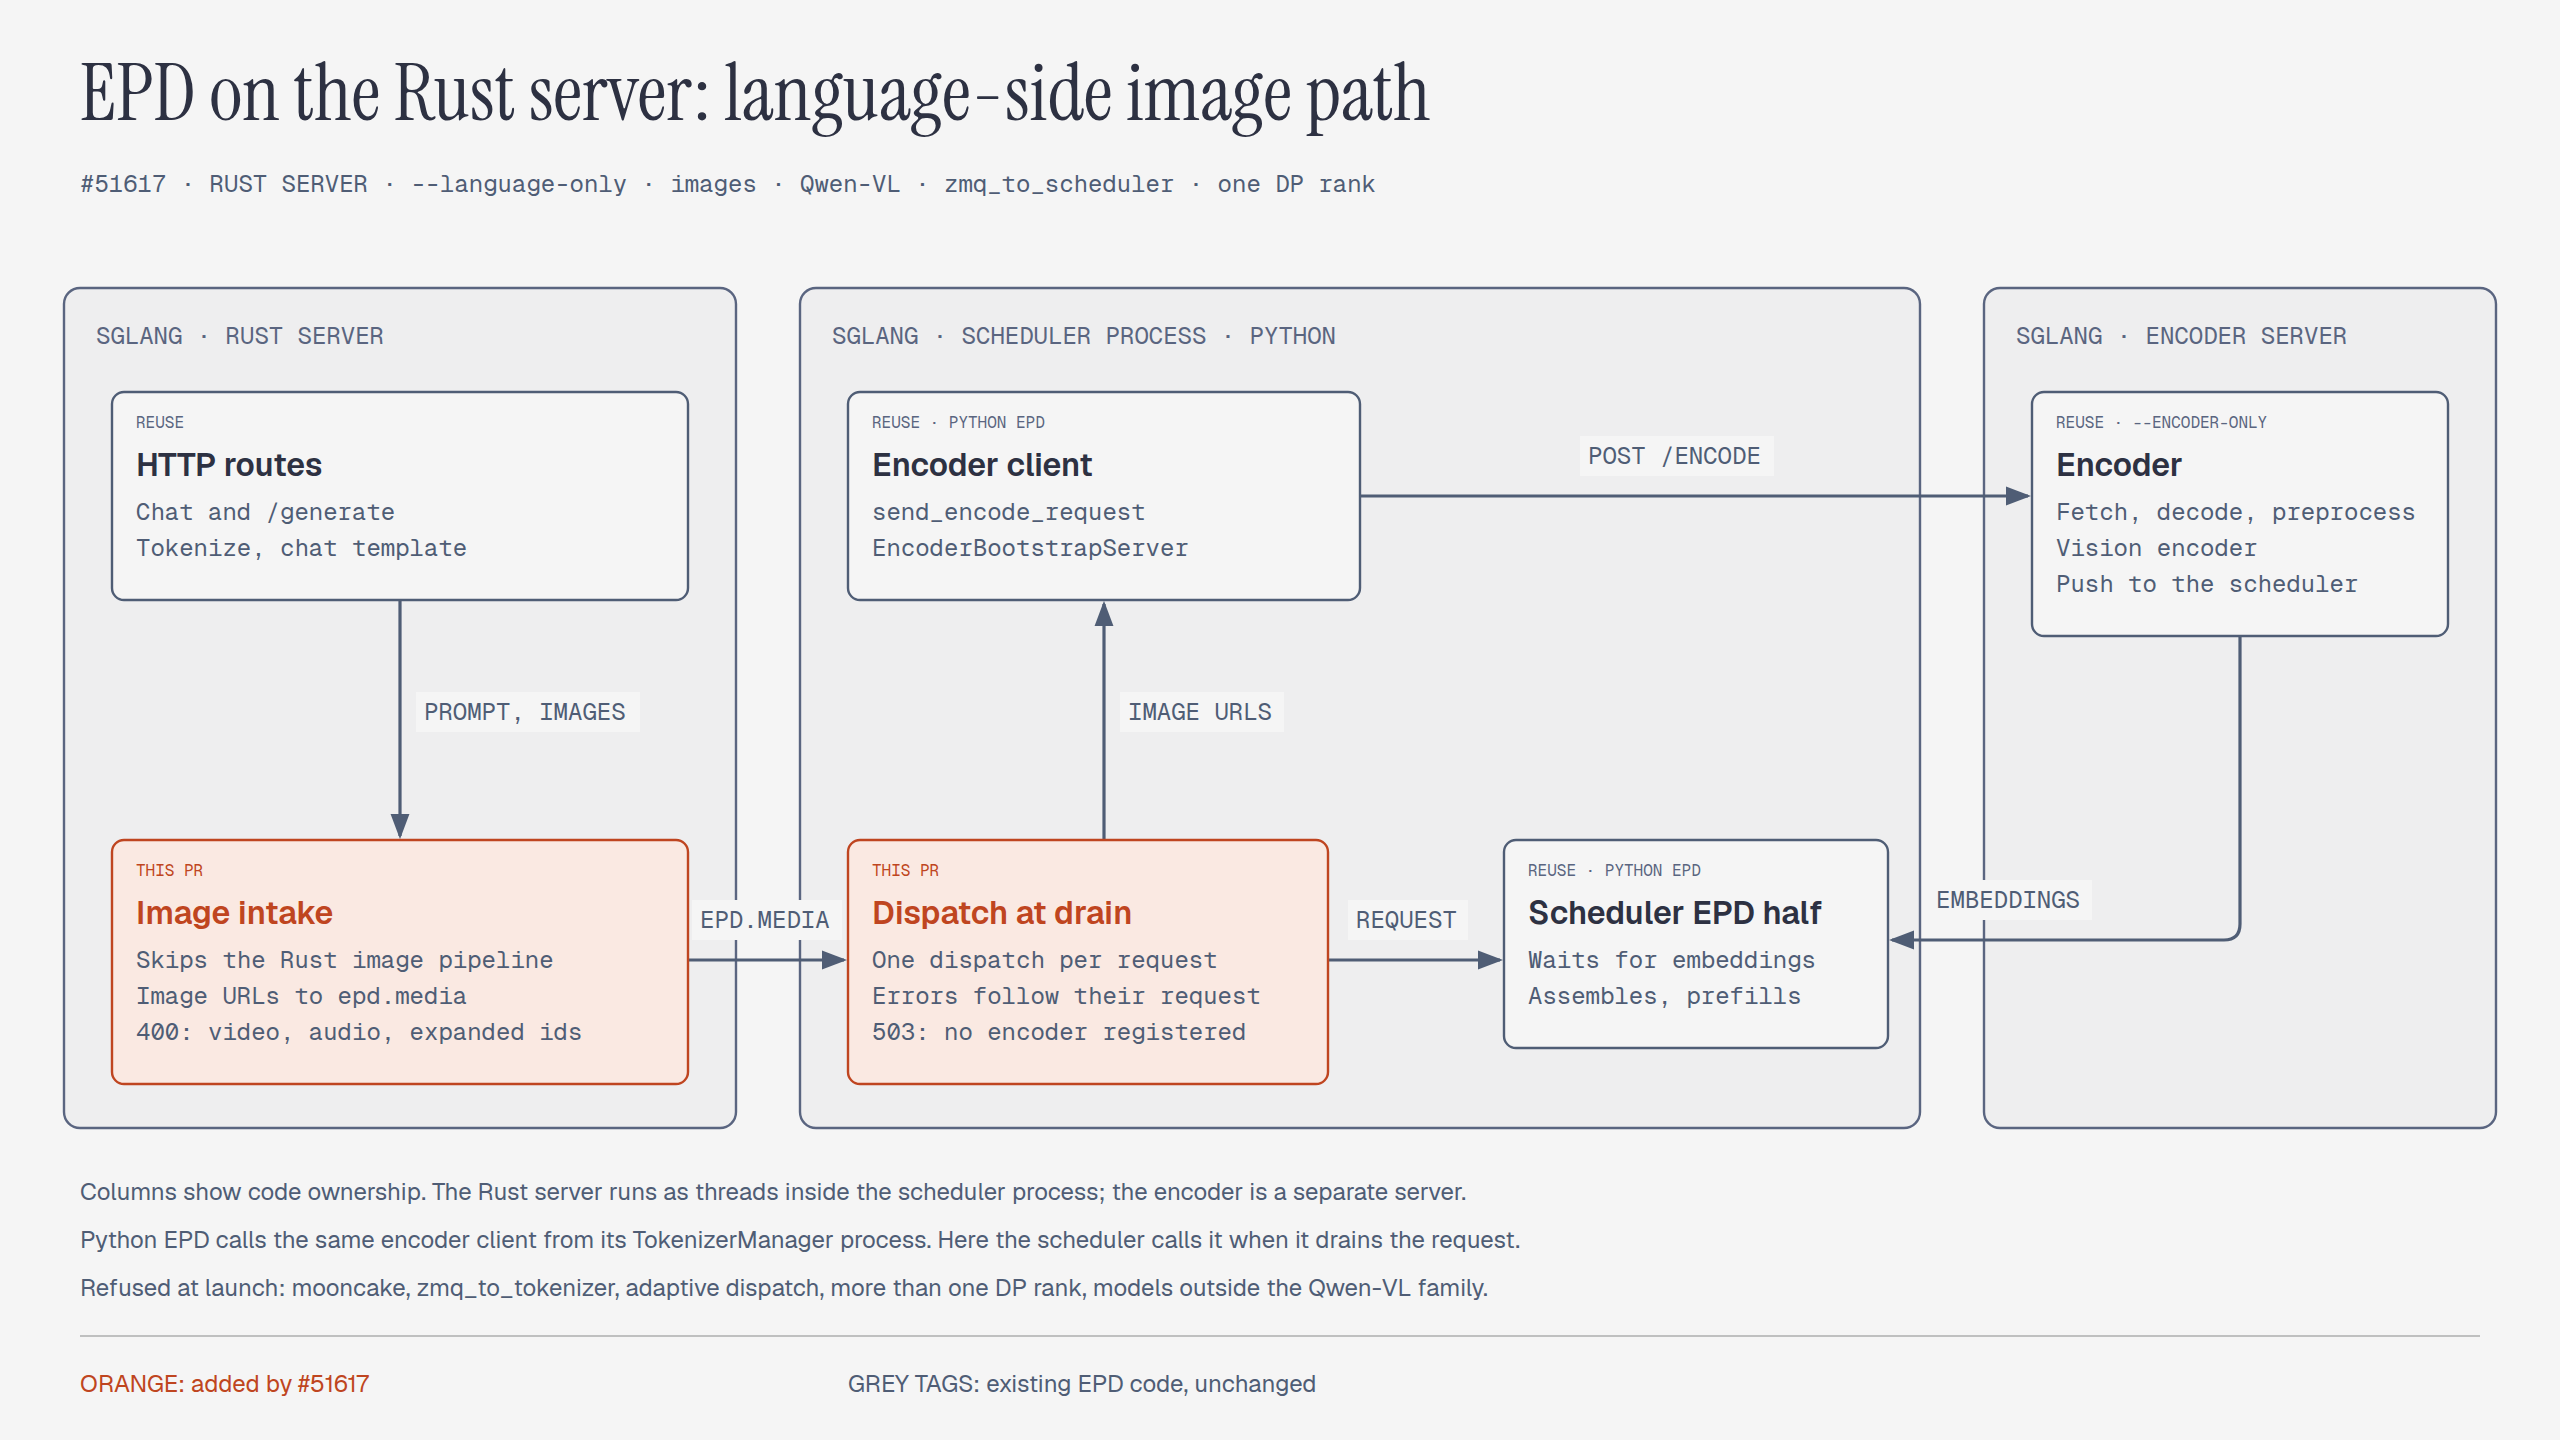 EPD on the Rust server: language-side image path
#51617 · RUST SERVER · --language-only · images · Qwen-VL · zmq_to_scheduler · one DP rank
SGLANG · RUST SERVER
REUSE
HTTP routes
Chat and /generate
Tokenize, chat template
PROMPT, IMAGES
THIS PR
Image intake
Skips the Rust image pipeline
Image URLs to epd.media
400: video, audio, expanded ids
EPD.MEDIA
SGLANG · SCHEDULER PROCESS · PYTHON
REUSE · PYTHON EPD
Encoder client
send_encode_request
EncoderBootstrapServer
POST /ENCODE
IMAGE URLS
THIS PR
Dispatch at drain
One dispatch per request
Errors follow their request
503: no encoder registered
REQUEST
REUSE · PYTHON EPD
Scheduler EPD half
Waits for embeddings
Assembles, prefills
SGLANG · ENCODER SERVER
REUSE · --ENCODER-ONLY
Encoder
Fetch, decode, preprocess
Vision encoder
Push to the scheduler
EMBEDDINGS
Columns show code ownership. The Rust server runs as threads inside the scheduler process; the encoder is a separate server.
Python EPD calls the same encoder client from its TokenizerManager process. Here the scheduler calls it when it drains the request.
Refused at launch: mooncake, zmq_to_tokenizer, adaptive dispatch, more than one DP rank, models outside the Qwen-VL family.
ORANGE: added by #51617
GREY TAGS: existing EPD code, unchanged